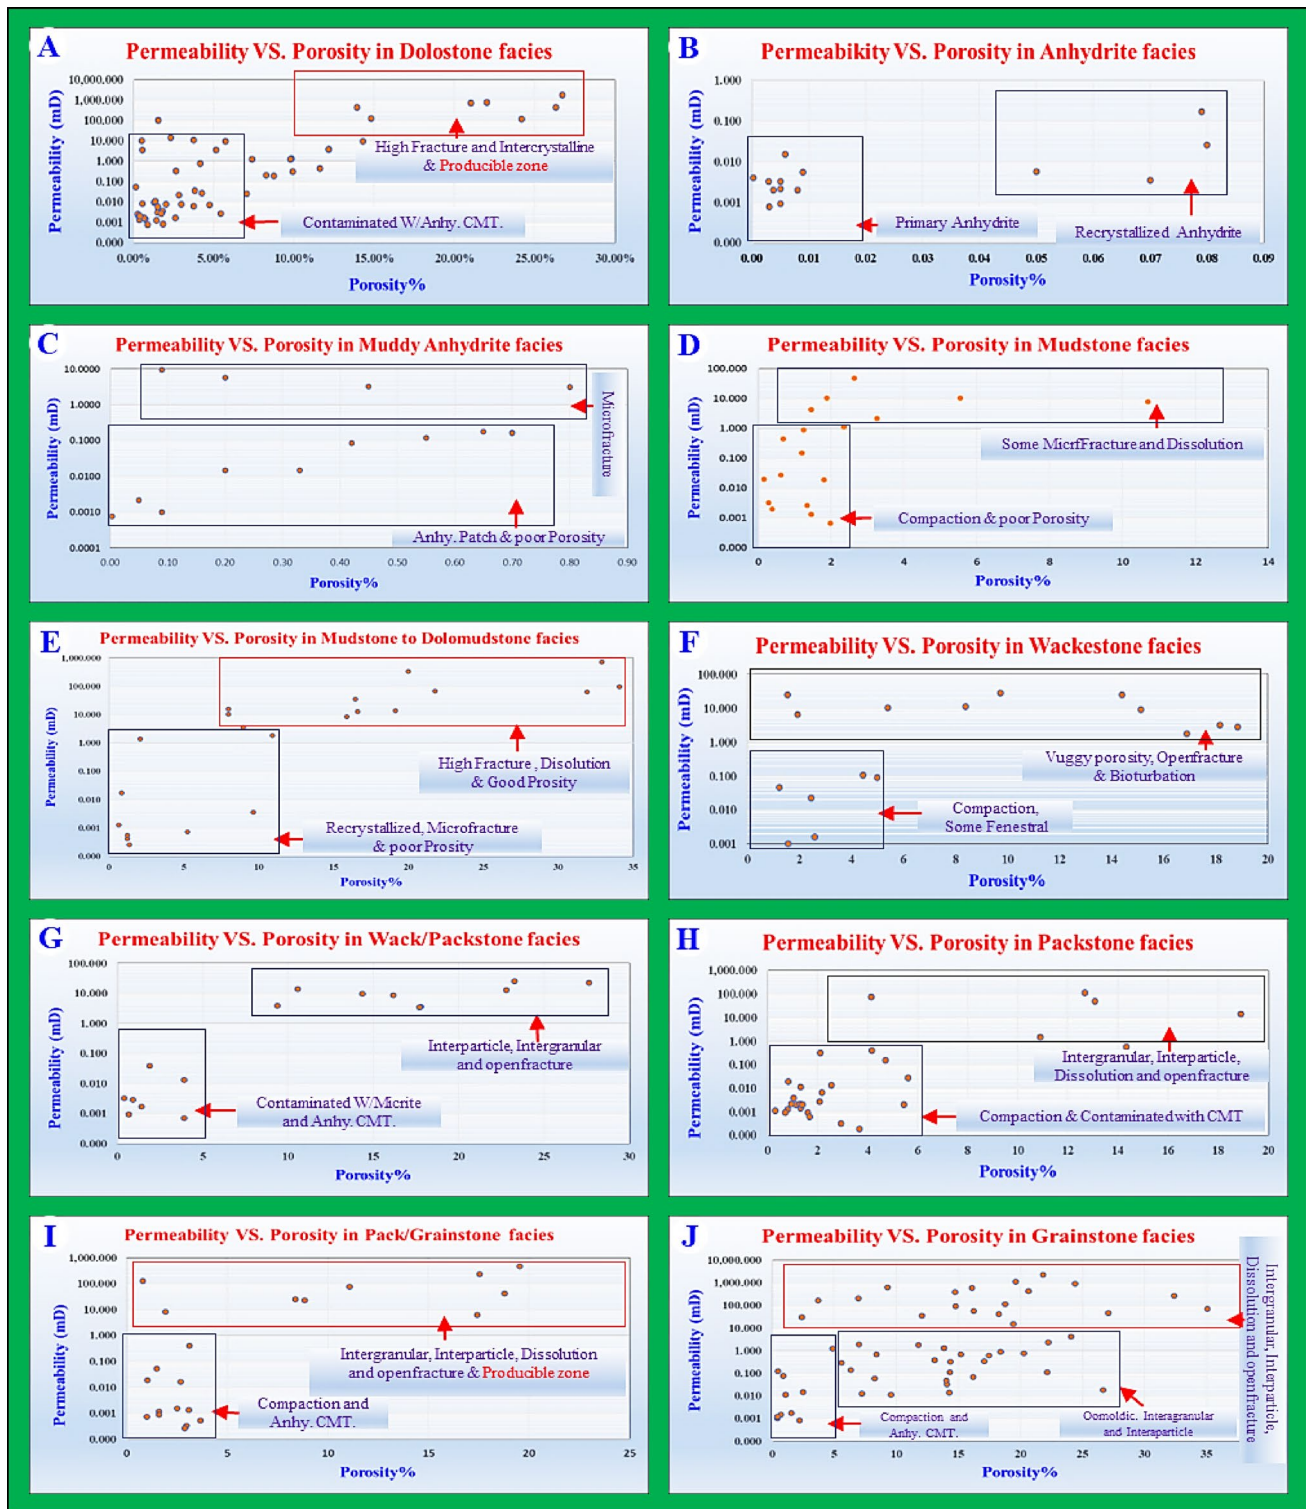 A
Permeability VS. Porosity in Dolostone facies
Permeability (mD)
10,000.000
1,000.000
100.000
10.000
1.000
0.100
0.010
0.001
0.000
High Fracture and Intercrystalline
& Producible zone
Contaminated W/Anhy. CMT.
0.00% 5.00% 10.00% 15.00% 20.00% 25.00% 30.00%
Porosity%
B
Permeabikity VS. Porosity in Anhydrite facies
Permeability (mD)
1.000
0.100
0.010
0.001
0.000
Primary Anhydrite
Recrystallized Anhydrite
0.00 0.01 0.02 0.03 0.04 0.05 0.06 0.07 0.08 0.09
Porosity%
C
Permeability VS. Porosity in Muddy Anhydrite facies
Permeability (mD)
10.0000
1.0000
0.1000
0.0100
0.0010
0.0001
Microfracture
Anhy. Patch & poor Porosity
0.00 0.10 0.20 0.30 0.40 0.50 0.60 0.70 0.80 0.90
Porosity%
D
Permeability VS. Porosity in Mudstone facies
Permeability (mD)
100.000
10.000
1.000
0.100
0.010
0.001
0.000
Some MicrfFracture and Dissolution
Compaction & poor Porosity
0 2 4 6 8 10 12 14
Porosity%
E
Permeability VS. Porosity in Mudstone to Dolomudstone facies
Permeability (mD)
1,000.000
100.000
10.000
1.000
0.100
0.010
0.001
0.000
High Fracture , Disolution
& Good Prosity
Recrystallized, Microfracture
& poor Prosity
0 5 10 15 20 25 30 35
Porosity%
F
Permeability VS. Porosity in Wackestone facies
Permeability (mD)
100.000
10.000
1.000
0.100
0.010
0.001
Vuggy porosity, Openfracture
& Bioturbation
Compaction,
Some Fenestral
0 2 4 6 8 10 12 14 16 18 20
Porosity%
G
Permeability VS. Porosity in Wack/Packstone facies
Permeability (mD)
100.000
10.000
1.000
0.100
0.010
0.001
0.000
Interparticle, Intergranular
and openfracture
Contaminated W/Micrite
and Anhy. CMT.
0 5 10 15 20 25 30
Porosity%
H
Permeability VS. Porosity in Packstone facies
Permeability (mD)
1,000.000
100.000
10.000
1.000
0.100
0.010
0.001
0.000
Intergranular, Interparticle,
Dissolution and openfracture
Compaction & Contaminated with CMT
0 2 4 6 8 10 12 14 16 18 20
Porosity%
I
Permeability VS. Porosity in Pack/Grainstone facies
Permeability (mD)
1,000.000
100.000
10.000
1.000
0.100
0.010
0.001
0.000
Intergranular, Interparticle, Dissolution
and openfracture & Producible zone
Compaction and
Anhy. CMT.
0 5 10 15 20 25
Porosity%
J
Permeability VS. Porosity in Grainstone facies
Permeability (mD)
10,000.000
1,000.000
100.000
10.000
1.000
0.100
0.010
0.001
0.000
Intergranular, Interparticle,
Dissolution and openfracture
Compaction and
Anhy. CMT.
Oomoldic. Interagranular
and Interaparticle
0 5 10 15 20 25 30 35
Porosity%